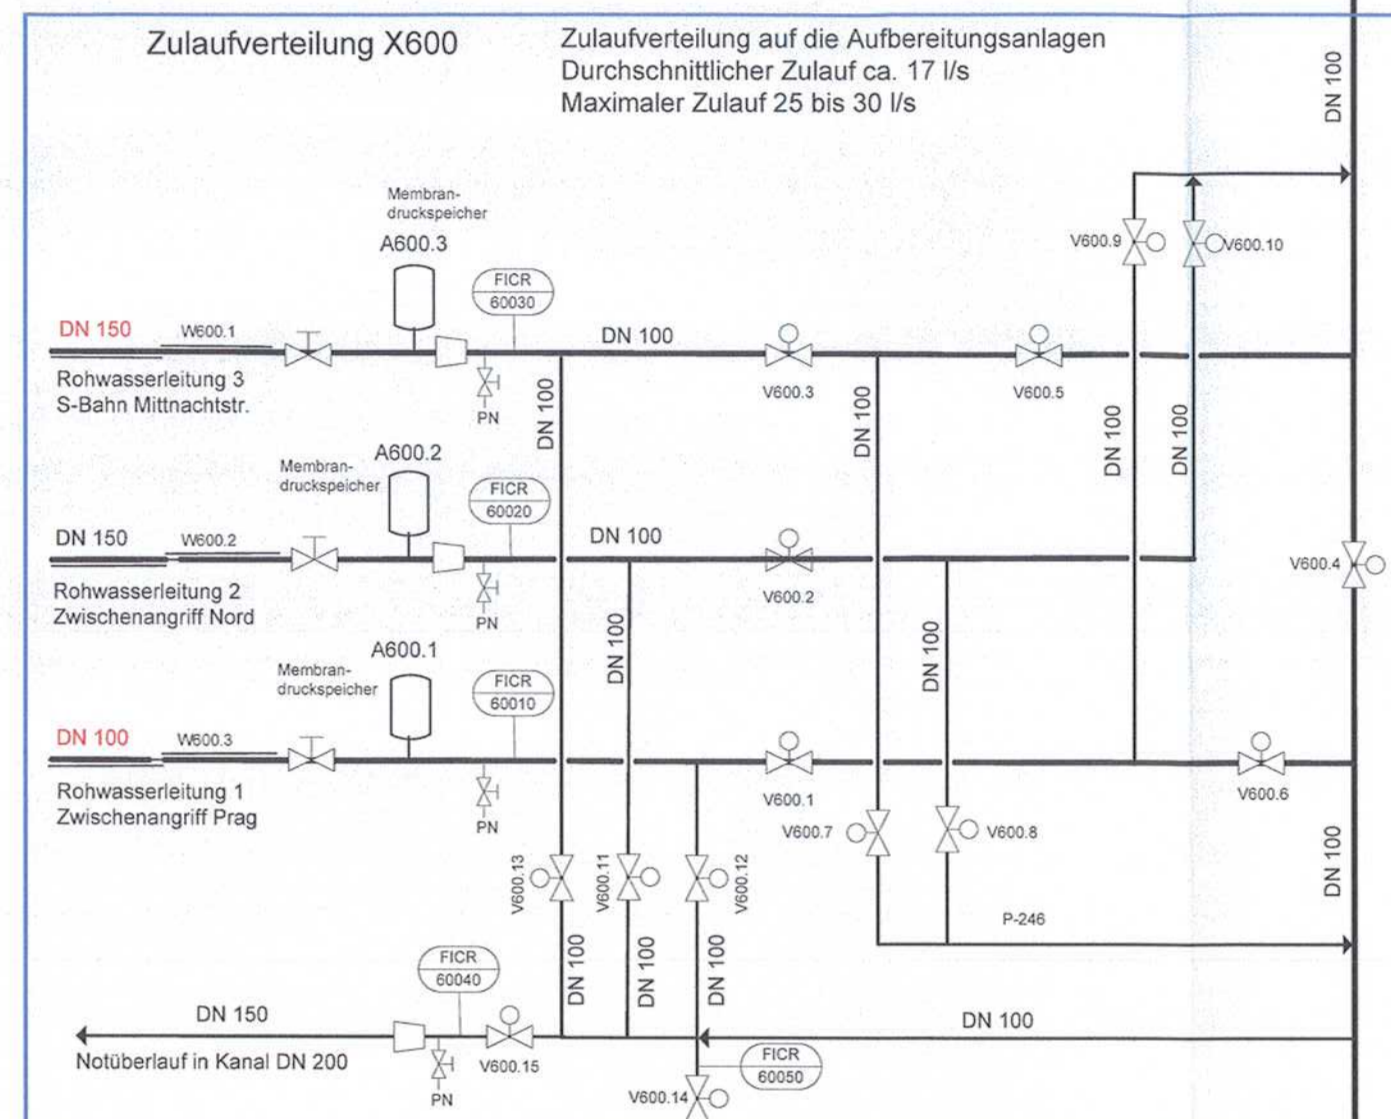 Zulaufverteilung X600
Zulaufverteilung auf die Aufbereitungsanlagen
Durchschnittlicher Zulauf ca. 17 l/s
Maximaler Zulauf 25 bis 30 l/s
DN 100
Membran-
druckspeicher
A600.3
FICR
60030
V600.9
V600.10
DN 150
W600.1
DN 100
Rohwasserleitung 3
S-Bahn Mittnachtstr.
PN
V600.3
V600.5
DN 100
DN 100
DN 100
DN 100
A600.2
Membran-
druckspeicher
FICR
60020
DN 150
W600.2
DN 100
V600.4
Rohwasserleitung 2
Zwischenangriff Nord
PN
V600.2
DN 100
DN 100
A600.1
Membran-
druckspeicher
FICR
60010
DN 100
W600.3
Rohwasserleitung 1
Zwischenangriff Prag
PN
V600.1
V600.6
V600.7
V600.8
V600.13
V600.11
V600.12
DN 100
P-246
DN 100
DN 100
DN 100
FICR
60040
DN 150
DN 100
Notüberlauf in Kanal DN 200
PN
V600.15
FICR
60050
V600.14